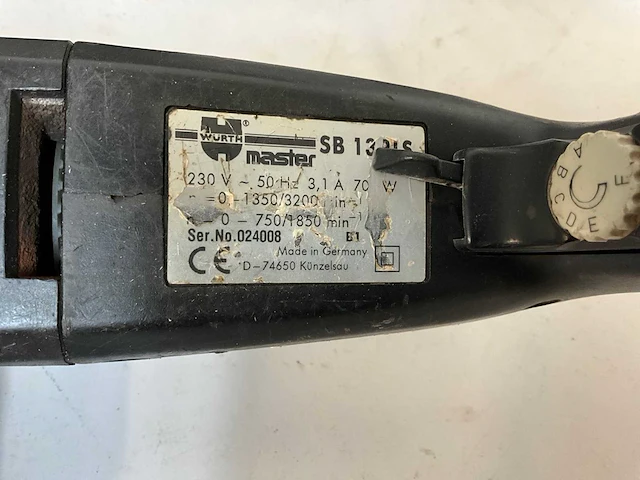 WÜRTH ® SB 13
master
230 V ~ 50 Hz 3,1 A 70 W
= 0 - 1350/3200 min
0 - 750/1850 min⁻¹
Ser.No. 024008 B1
Made in Germany
CE D-74650 Künzelsau
A B C D E F